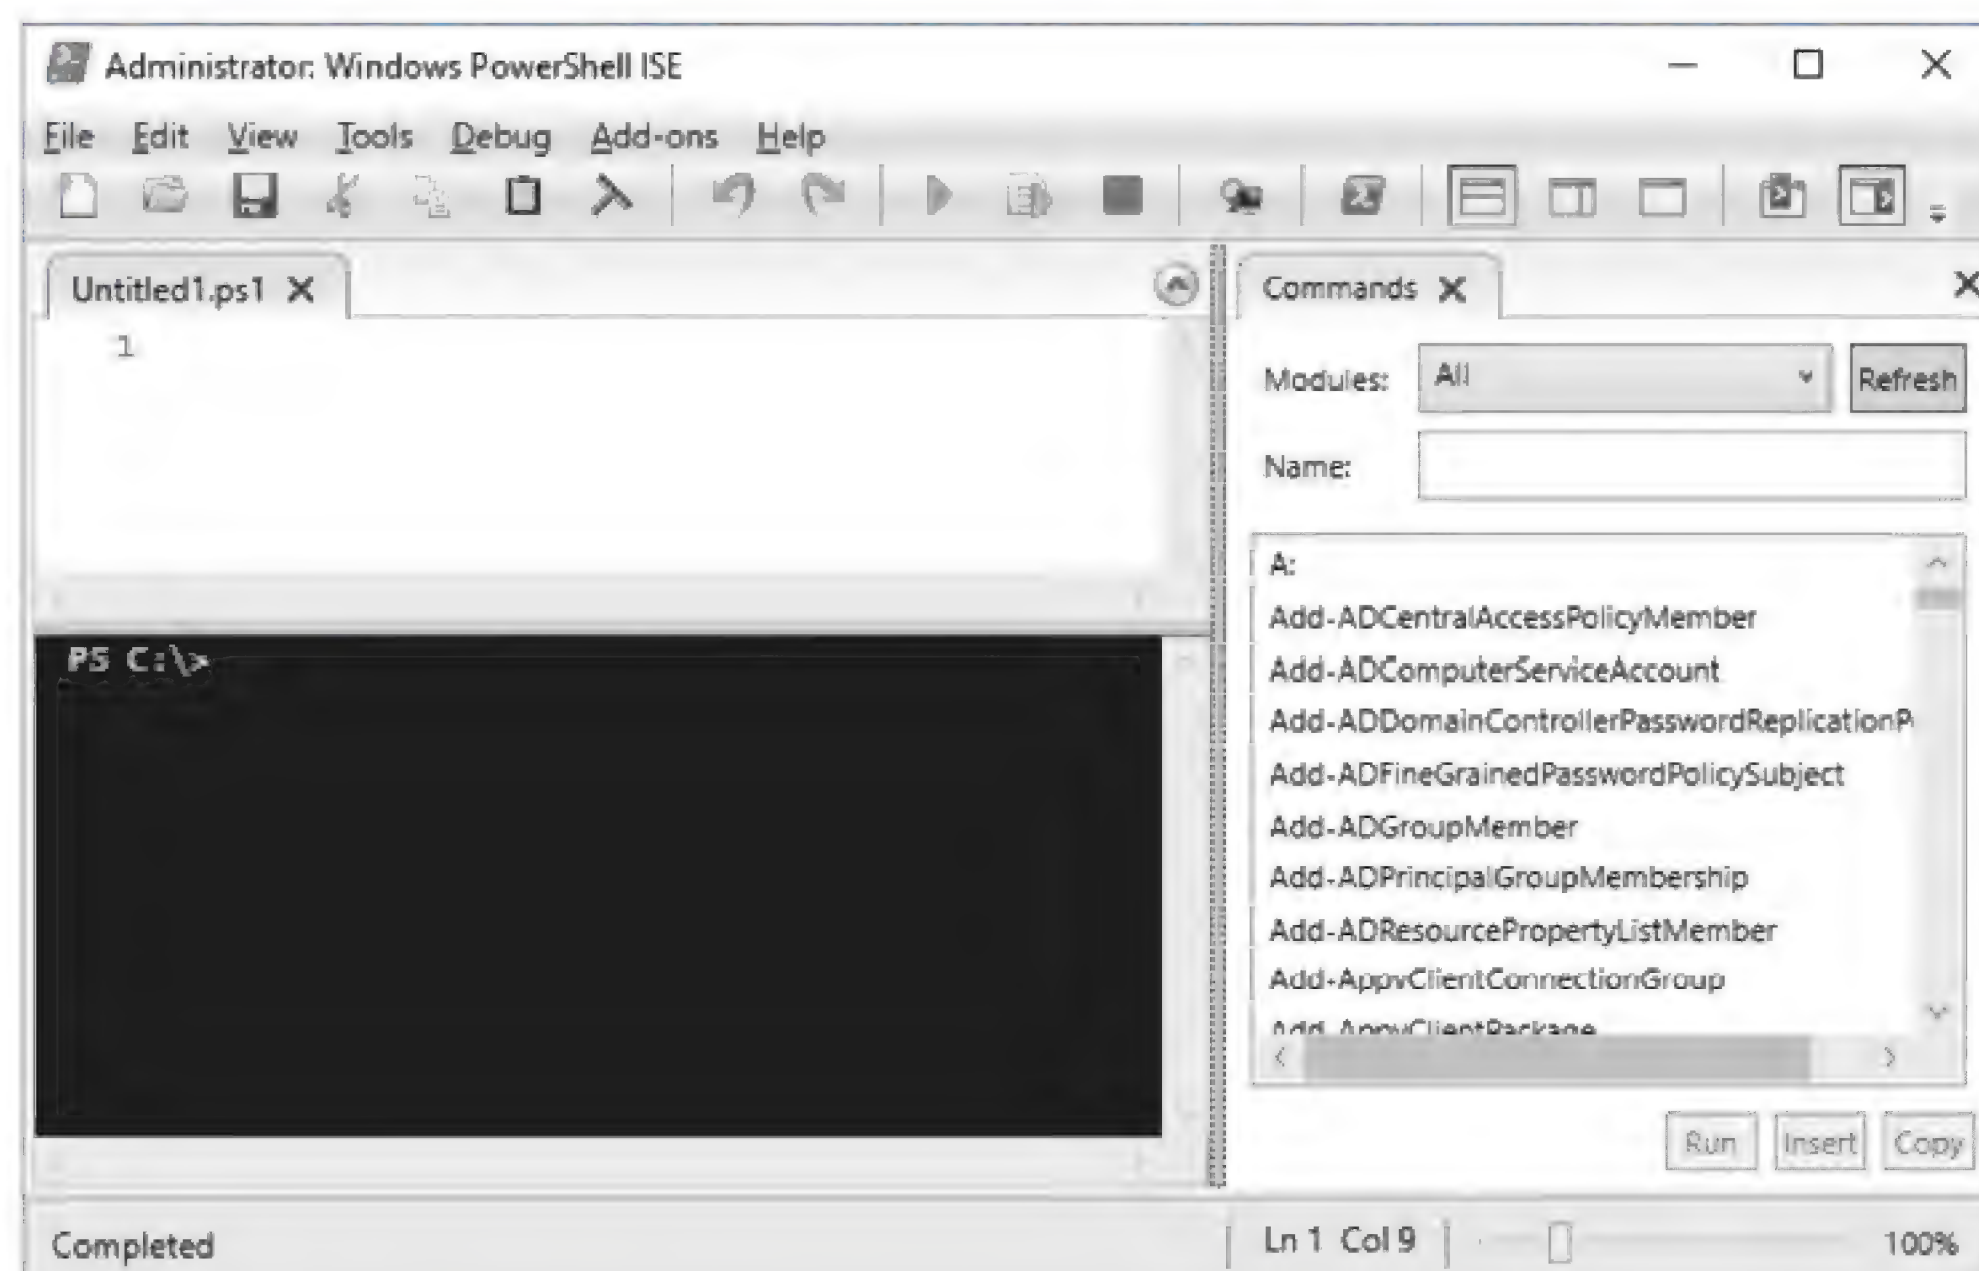 Administrator: Windows PowerShell ISE
File Edit View Tools Debug Add-ons Help
Untitled1.ps1
1
PS C:\>
Commands
Modules: All Refresh
Name:
A:
Add-ADCentralAccessPolicyMember
Add-ADComputerServiceAccount
Add-ADDomainControllerPasswordReplicationP
Add-ADFineGrainedPasswordPolicySubject
Add-ADGroupMember
Add-ADPrincipalGroupMembership
Add-ADResourcePropertyListMember
Add-AppvClientConnectionGroup
Add-AppvClientPackage
Run Insert Copy
Completed Ln 1 Col 9 100%